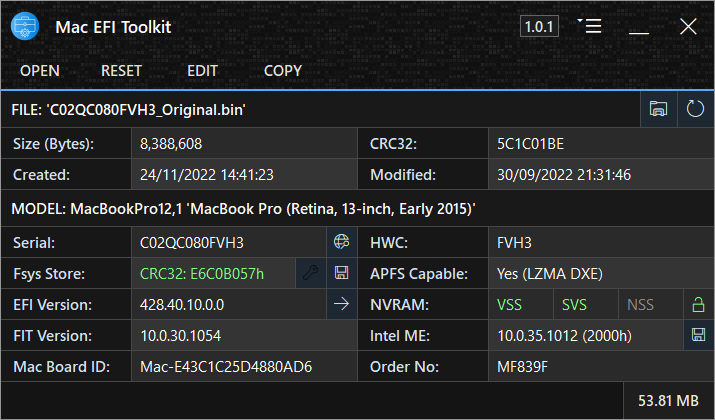 Mac EFI Toolkit 1.0.1
OPEN RESET EDIT COPY
FILE: 'C02QC080FVH3_Original.bin'
Size (Bytes): 8,388,608 CRC32: 5C1C01BE
Created: 24/11/2022 14:41:23 Modified: 30/09/2022 21:31:46
MODEL: MacBookPro12,1 'MacBook Pro (Retina, 13-inch, Early 2015)'
Serial: C02QC080FVH3 HWC: FVH3
Fsys Store: CRC32: E6C0B057h APFS Capable: Yes (LZMA DXE)
EFI Version: 428.40.10.0.0 NVRAM: VSS SVS NSS
FIT Version: 10.0.30.1054 Intel ME: 10.0.35.1012 (2000h)
Mac Board ID: Mac-E43C1C25D4880AD6 Order No: MF839F
53.81 MB